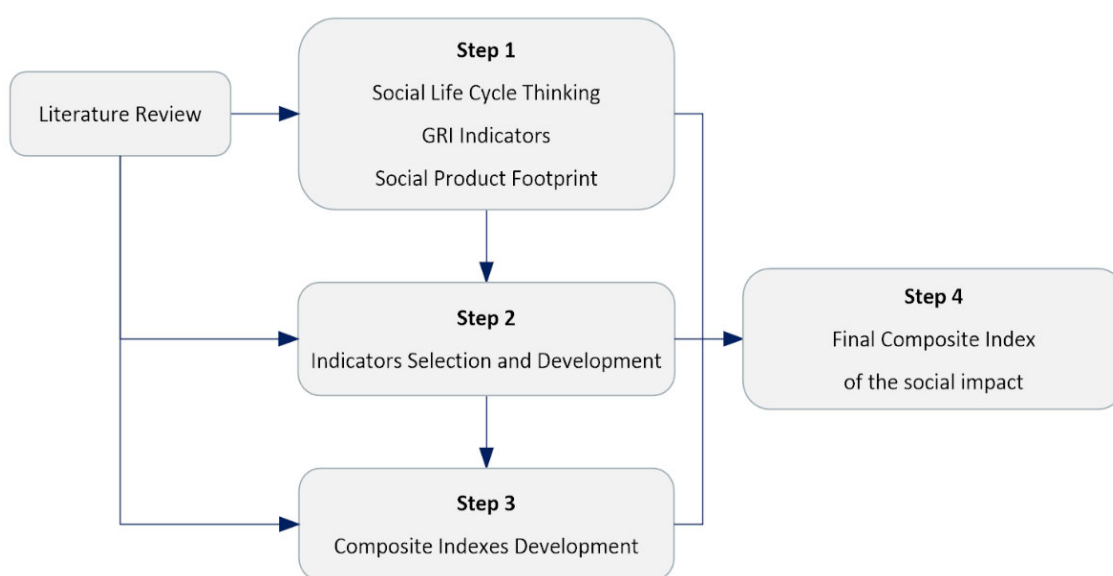 Literature Review
Step 1
Social Life Cycle Thinking
GRI Indicators
Social Product Footprint
Step 2
Indicators Selection and Development
Step 3
Composite Indexes Development
Step 4
Final Composite Index
of the social impact